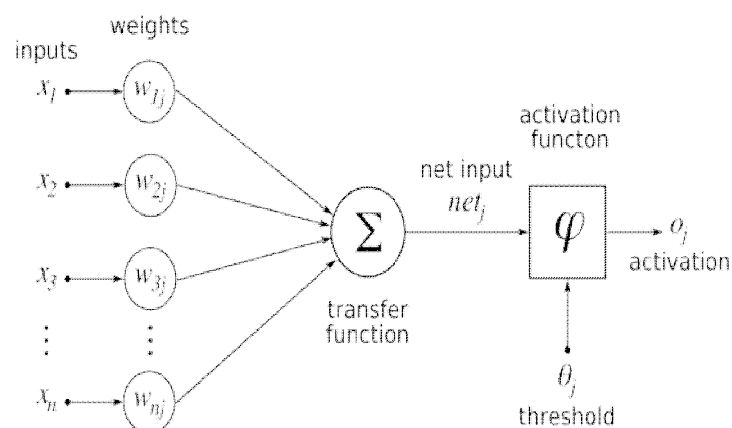 weights
inputs
x₁
w₁ⱼ
activation
functon
x₂
w₂ⱼ
net input
netⱼ
Σ
φ
oⱼ
activation
x₃
w₃ⱼ
transfer
function
⋮ ⋮
θⱼ
xₙ
wₙⱼ
threshold